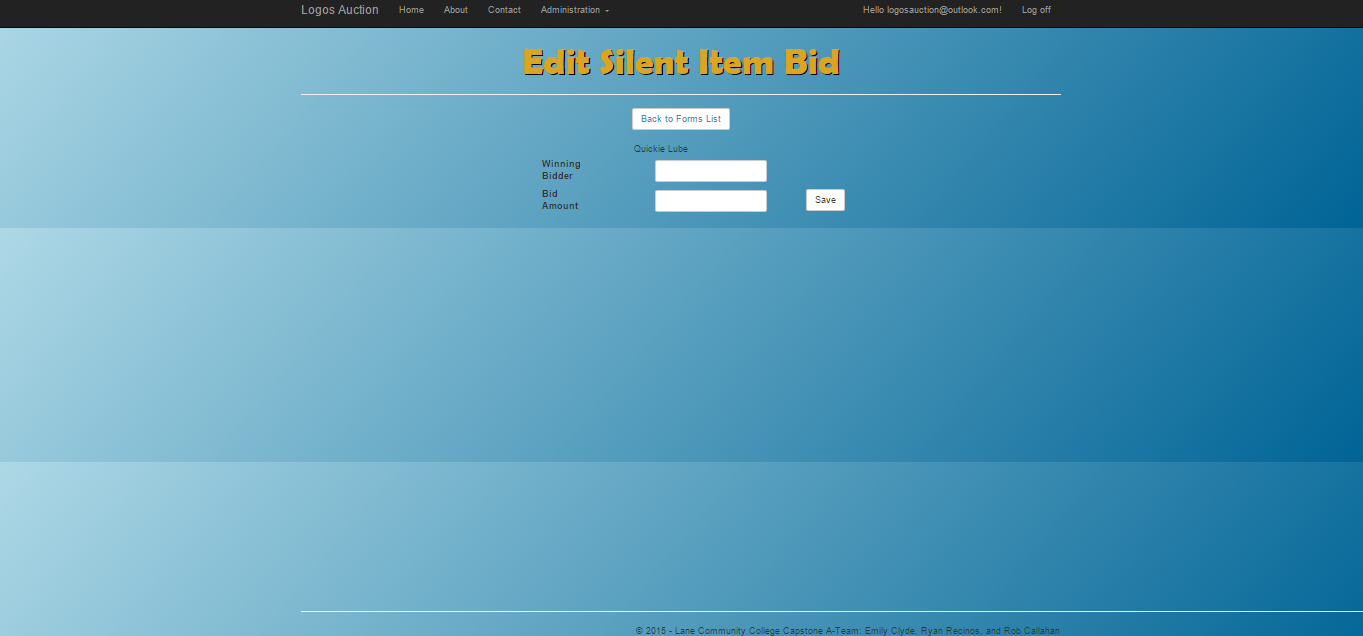 Logos Auction Home About Contact Administration Hello logosauction@outlook.com! Log off
Edit Silent Item Bid
Back to Forms List
Quickie Lube
Winning
Bidder
Bid
Amount
Save
© 2015 - Lane Community College Capstone A-Team: Emily Clyde, Ryan Recinos, and Rob Callahan